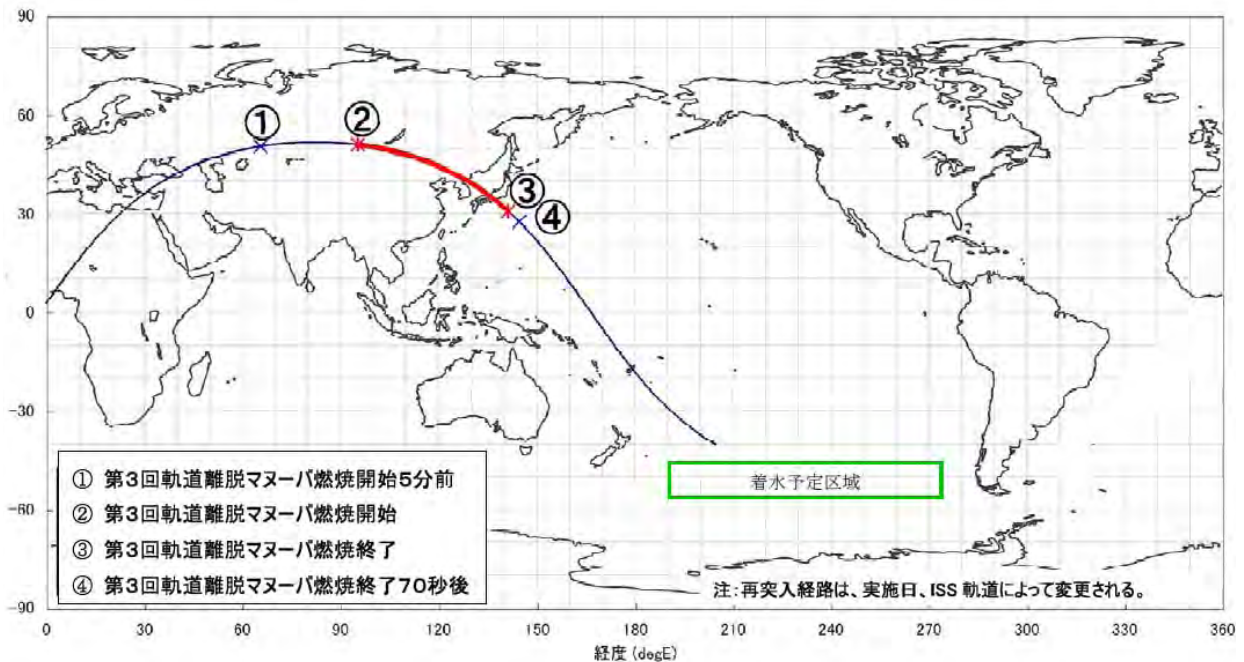 90
60
30
0
-30
-60
-90
①
②
③
④
着水予定区域
① 第3回軌道離脱マヌーバ燃焼開始5分前
② 第3回軌道離脱マヌーバ燃焼開始
③ 第3回軌道離脱マヌーバ燃焼終了
④ 第3回軌道離脱マヌーバ燃焼終了70秒後
注:再突入経路は、実施日、ISS 軌道によって変更される。
0 30 60 90 120 150 180 210 240 270 300 330 360
経度 (degE)